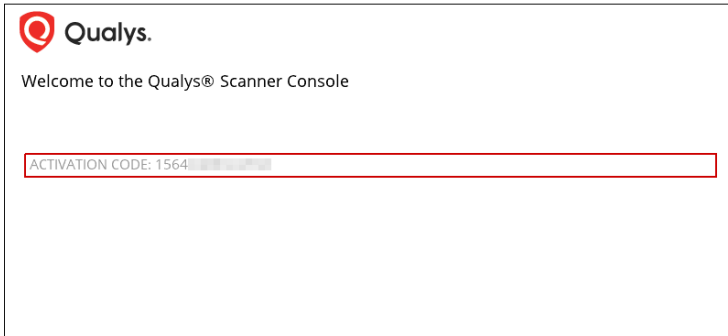 Qualys.
Welcome to the Qualys® Scanner Console
ACTIVATION CODE: 1564